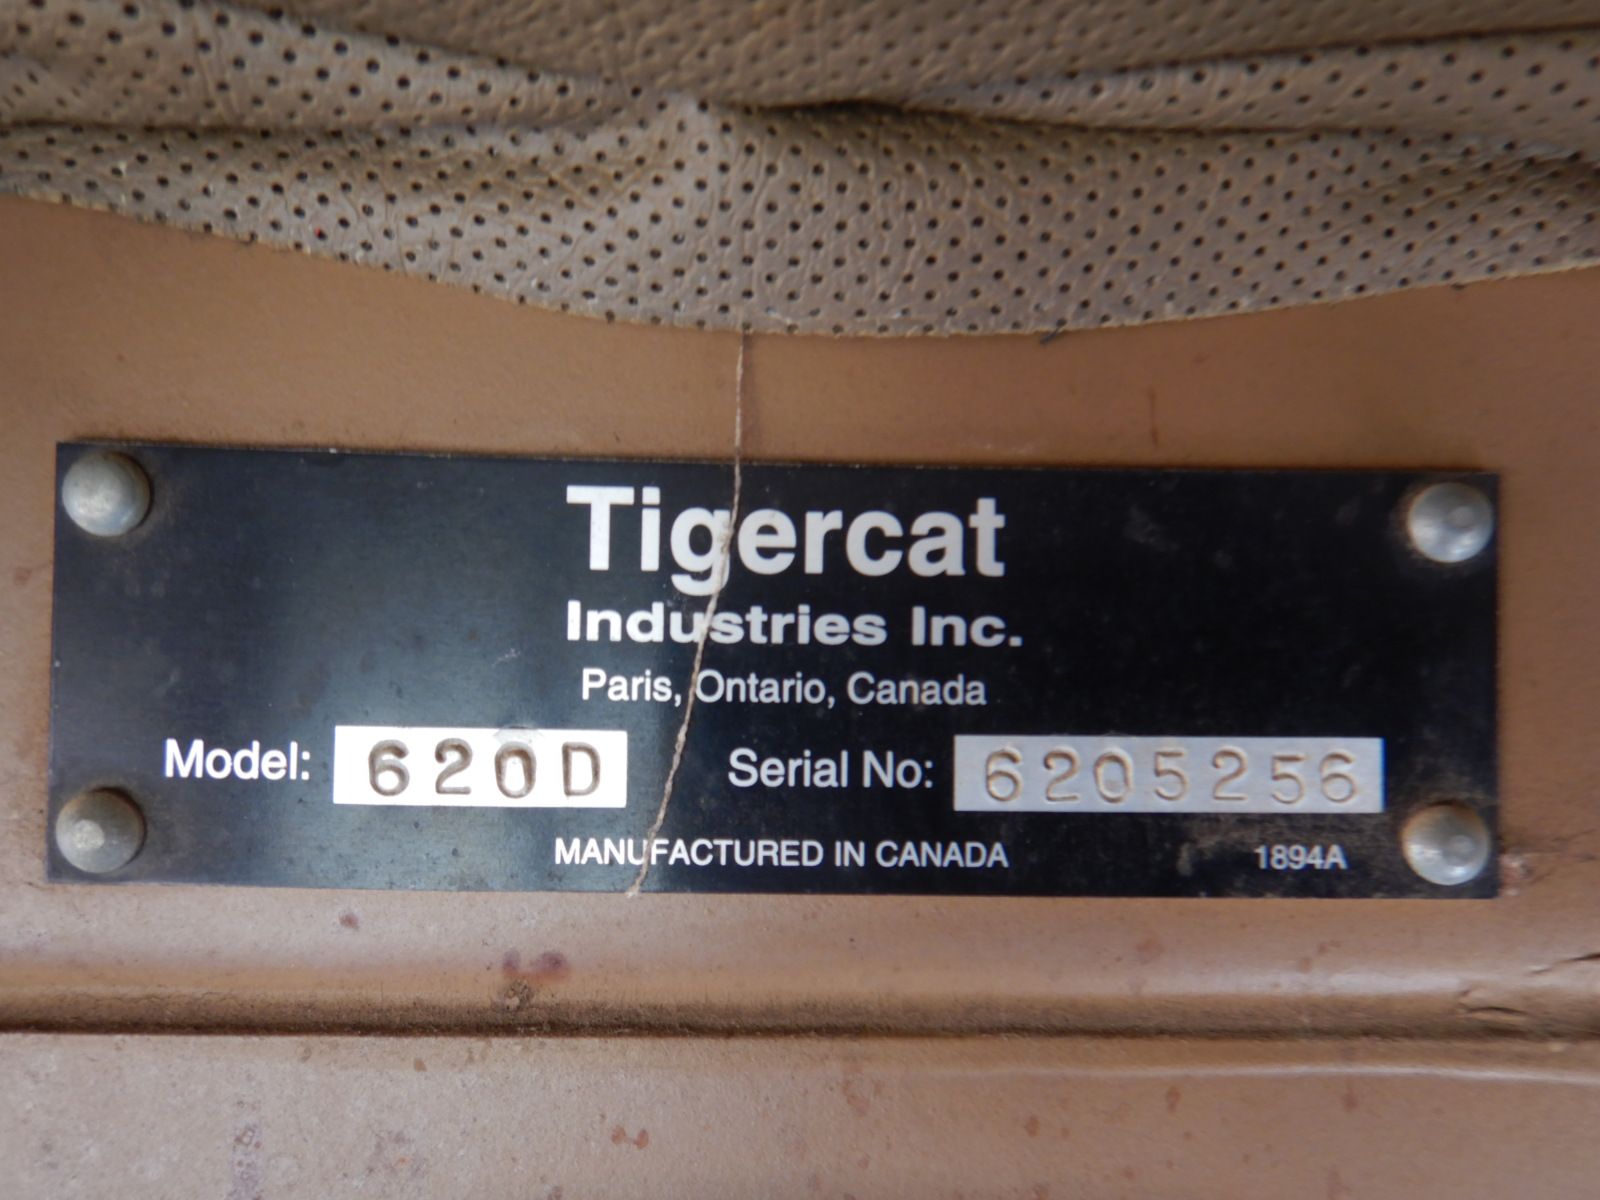 Tigercat
Industries Inc.
Paris, Ontario, Canada
Model: 620D Serial No: 6205256
MANUFACTURED IN CANADA 1894A